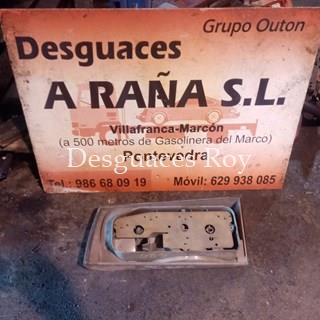 Grupo Outon
Desguaces
A RAÑA S.L.
Villafranca-Marcón
(a 500 metros de Gasolinera del Marco)
Pontevedra
Desguaces Roy
Tel.: 986 68 09 19 Móvil: 629 938 085